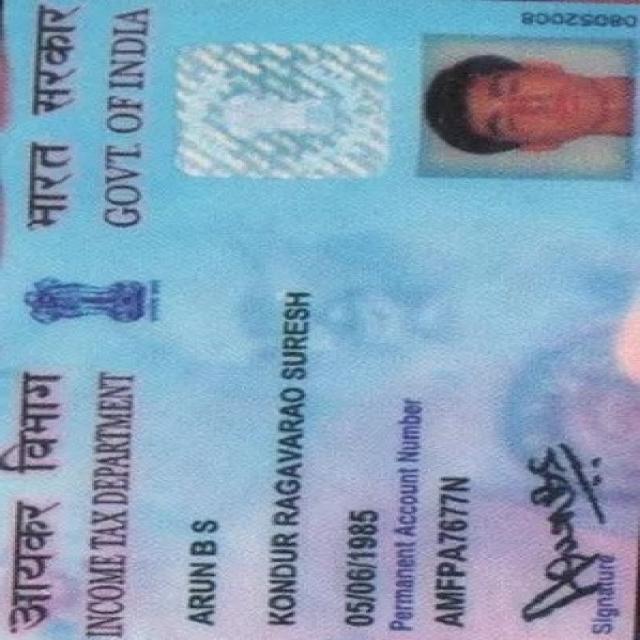 आयकर विभाग
भारत सरकार
INCOME TAX DEPARTMENT
GOVT. OF INDIA
ARUN B S
KONDUR RAGAVARAO SURESH
05/06/1985
Permanent Account Number
AMFPA7677N
Signature
08052008